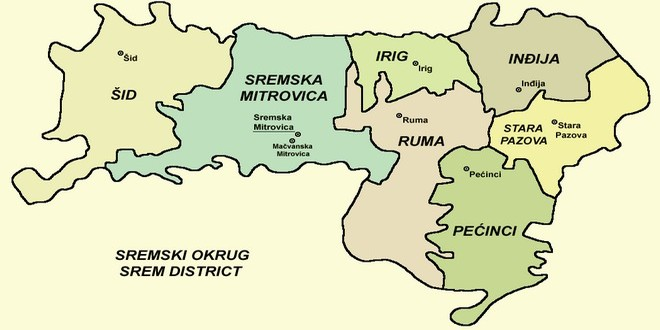 Šid
ŠID
SREMSKA
MITROVICA
Sremska
Mitrovica
Mačvanska
Mitrovica
IRIG
Irig
INĐIJA
Inđija
Ruma
RUMA
STARA
PAZOVA
Stara
Pazova
Pećinci
PEĆINCI
SREMSKI OKRUG
SREM DISTRICT